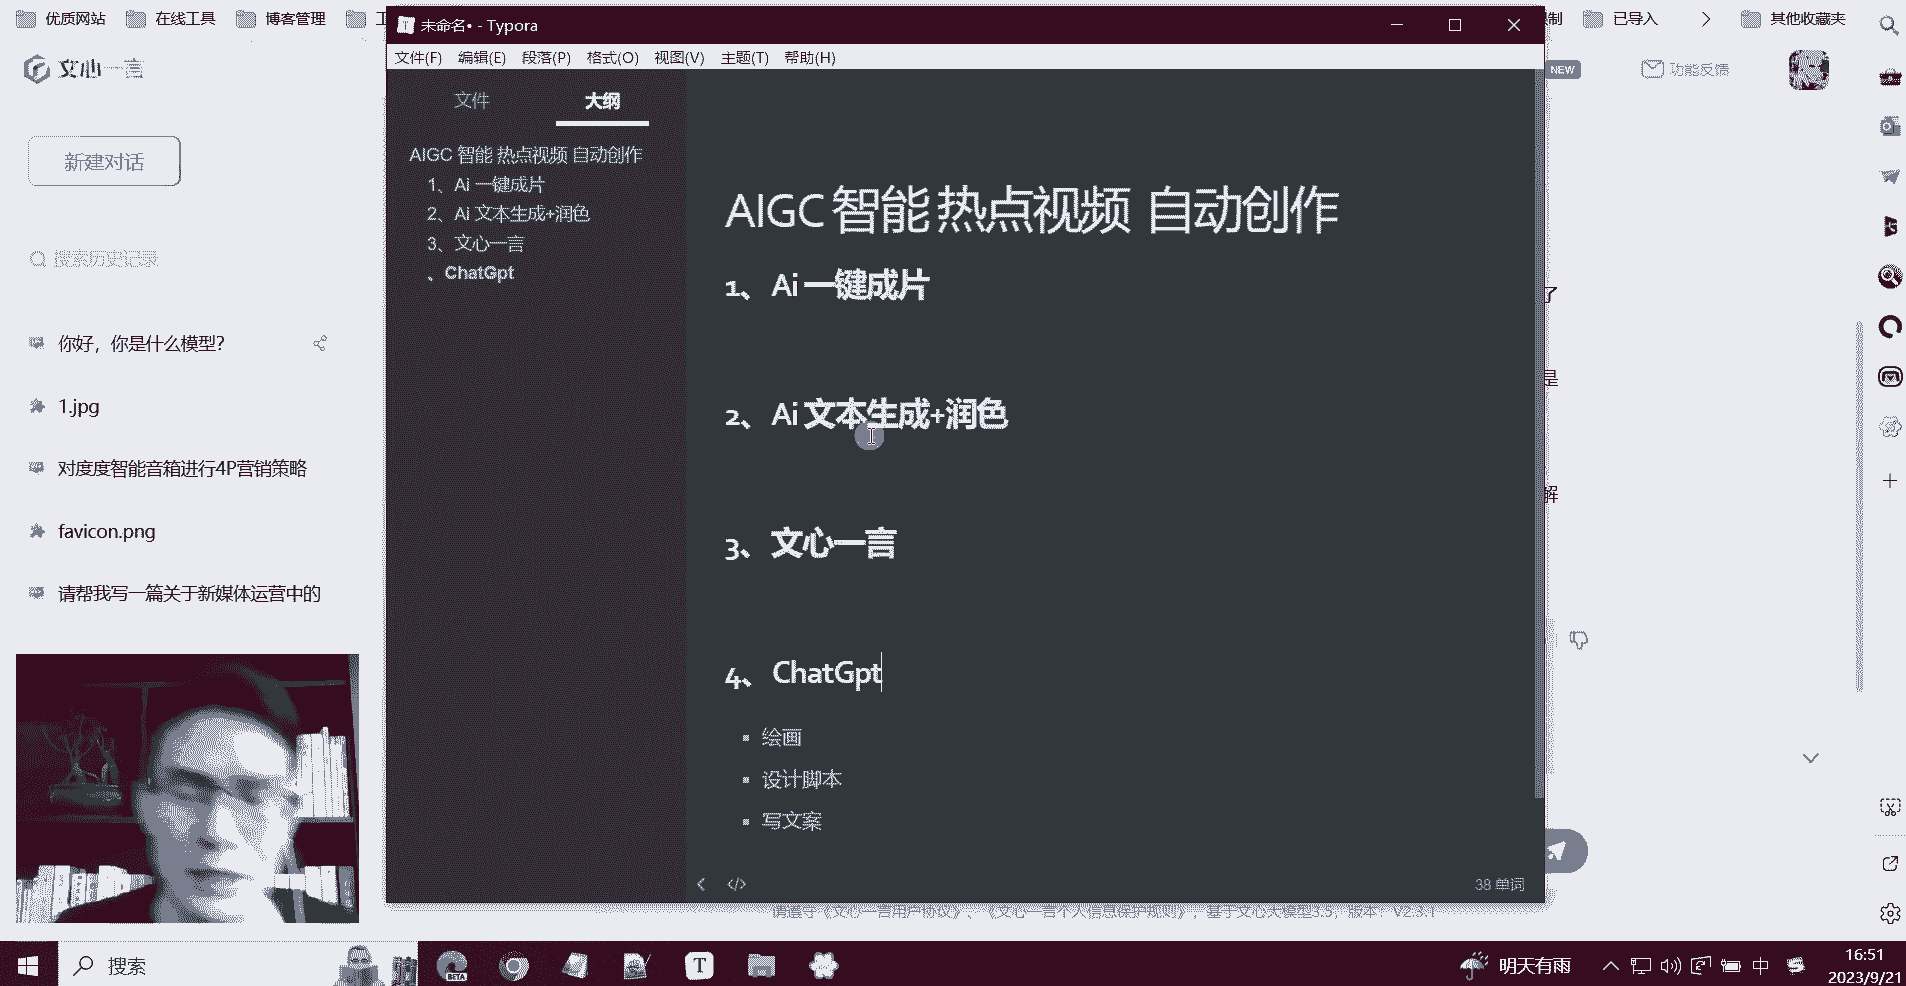 优质网站 在线工具 博客管理 工
制 已导入 其他收藏夹
未命名• - Typora
文件(F) 编辑(E) 段落(P) 格式(O) 视图(V) 主题(T) 帮助(H)
文心一言
NEW
功能反馈
新建对话
搜索历史记录
你好，你是什么模型?
1.jpg
对度度智能音箱进行4P营销策略
favicon.png
请帮我写一篇关于新媒体运营中的
文件 大纲
AIGC 智能 热点视频 自动创作
1、Ai 一键成片
2、Ai 文本生成+润色
3、文心一言
、ChatGpt
AIGC 智能 热点视频 自动创作
1、 Ai 一键成片
2、 Ai 文本生成+润色
3、 文心一言
4、 ChatGpt
绘画
设计脚本
写文案
38 单词
了
是
解
请遵守《文心一言用户协议》、《文心一言个人信息保护规则》，基于文心大模型3.5，版本：V2.3.1
搜索
BETA
T
明天有雨
中
16:51
2023/9/21